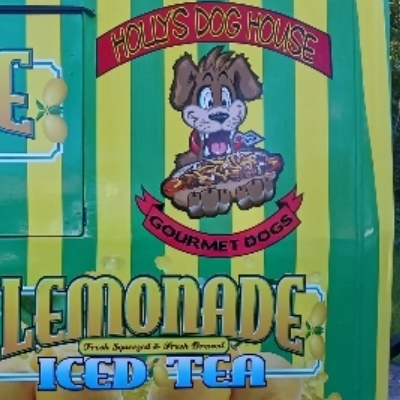 HOLLY'S DOG HOUSE
E
GOURMET DOGS
LEMONADE
Fresh Squeezed & Fresh Brewed
ICED TEA